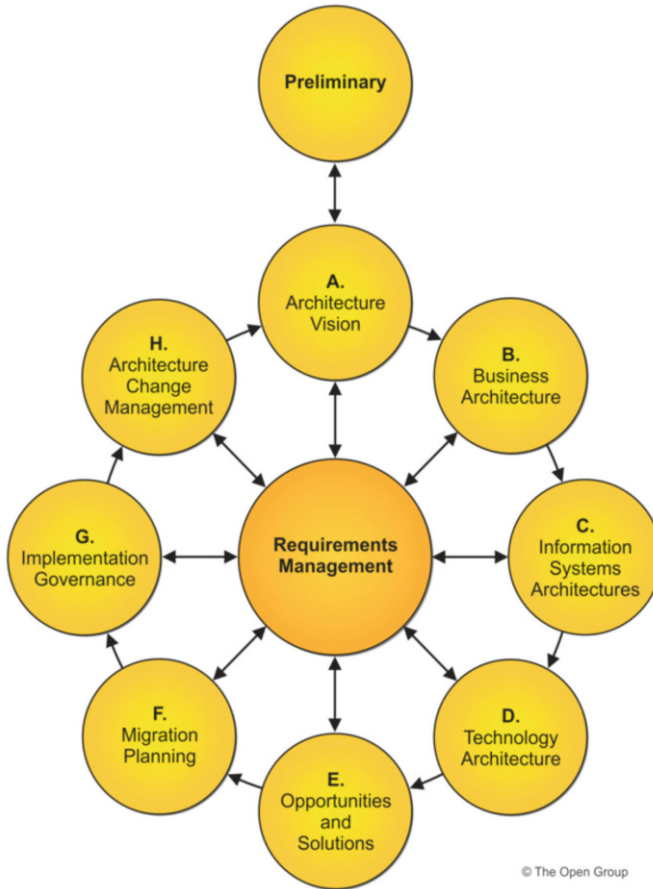 Preliminary
A.
Architecture
Vision
B.
Business
Architecture
C.
Information
Systems
Architectures
D.
Technology
Architecture
E.
Opportunities
and
Solutions
F.
Migration
Planning
G.
Implementation
Governance
H.
Architecture
Change
Management
Requirements
Management
© The Open Group